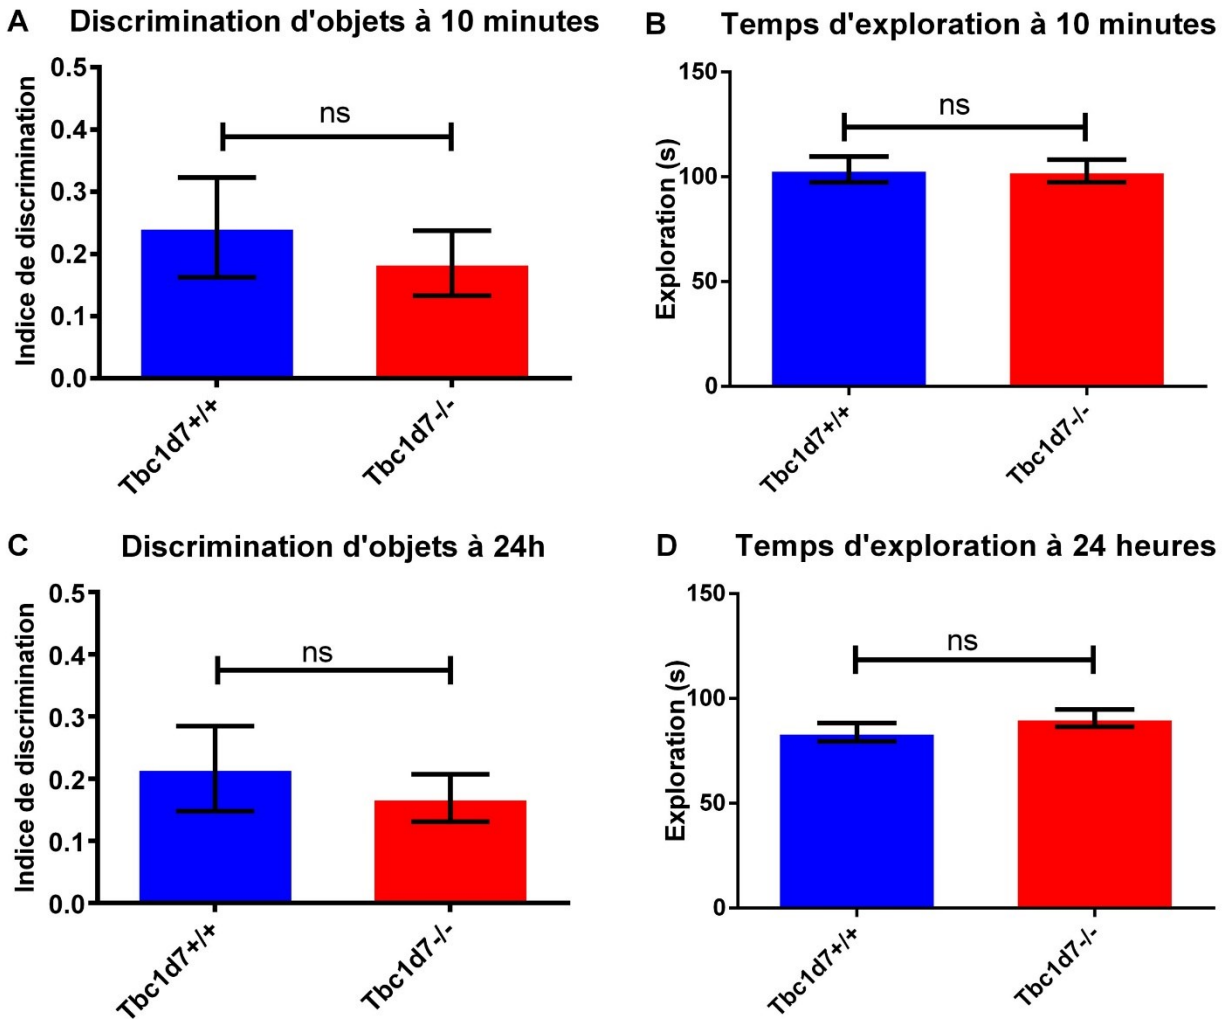 A Discrimination d'objets à 10 minutes
Indice de discrimination
0.5
0.4
0.3
0.2
0.1
0.0
ns
Tbc1d7+/+
Tbc1d7-/-
B Temps d'exploration à 10 minutes
Exploration (s)
150
100
50
0
ns
Tbc1d7+/+
Tbc1d7-/-
C Discrimination d'objets à 24h
Indice de discrimination
0.5
0.4
0.3
0.2
0.1
0.0
ns
Tbc1d7+/+
Tbc1d7-/-
D Temps d'exploration à 24 heures
Exploration (s)
150
100
50
0
ns
Tbc1d7+/+
Tbc1d7-/-